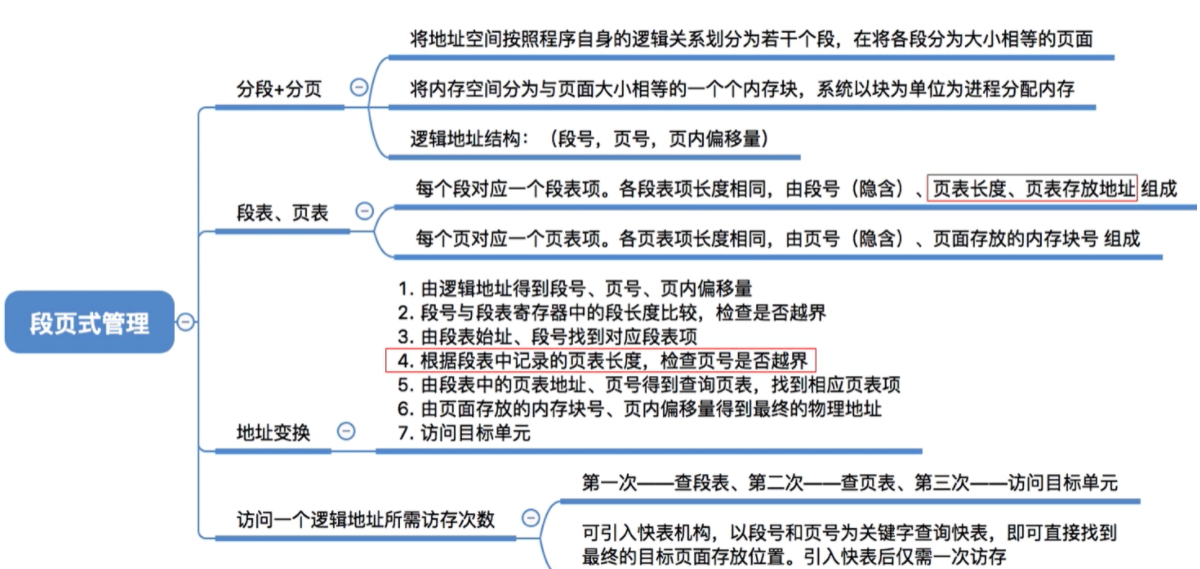 段页式管理
分段+分页
将地址空间按照程序自身的逻辑关系划分为若干个段，在将各段分为大小相等的页面
将内存空间分为与页面大小相等的一个个内存块，系统以块为单位为进程分配内存
逻辑地址结构：（段号，页号，页内偏移量）
段表、页表
每个段对应一个段表项。各段表项长度相同，由段号（隐含）、页表长度、页表存放地址 组成
每个页对应一个页表项。各页表项长度相同，由页号（隐含）、页面存放的内存块号 组成
地址变换
1. 由逻辑地址得到段号、页号、页内偏移量
2. 段号与段表寄存器中的段长度比较，检查是否越界
3. 由段表始址、段号找到对应段表项
4. 根据段表中记录的页表长度，检查页号是否越界
5. 由段表中的页表地址、页号得到查询页表，找到相应页表项
6. 由页面存放的内存块号、页内偏移量得到最终的物理地址
7. 访问目标单元
访问一个逻辑地址所需访存次数
第一次——查段表、第二次——查页表、第三次——访问目标单元
可引入快表机构，以段号和页号为关键字查询快表，即可直接找到
最终的目标页面存放位置。引入快表后仅需一次访存